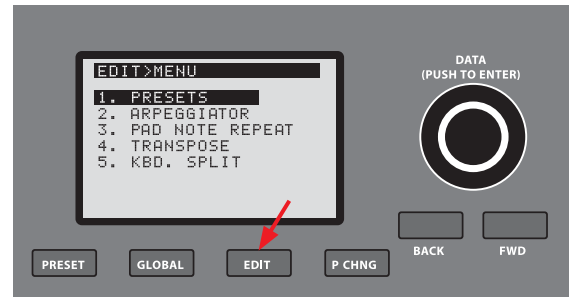 EDIT>MENU
1. PRESETS
2. ARPEGGIATOR
3. PAD NOTE REPEAT
4. TRANSPOSE
5. KBD. SPLIT
DATA
(PUSH TO ENTER)
BACK
FWD
PRESET
GLOBAL
EDIT
P CHNG